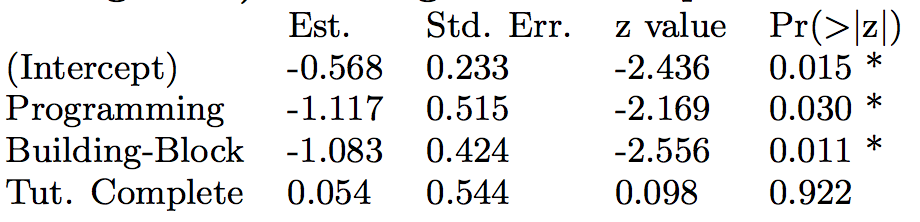 Est. Std. Err. z value Pr(>|z|)
(Intercept) -0.568 0.233 -2.436 0.015 *
Programming -1.117 0.515 -2.169 0.030 *
Building-Block -1.083 0.424 -2.556 0.011 *
Tut. Complete 0.054 0.544 0.098 0.922